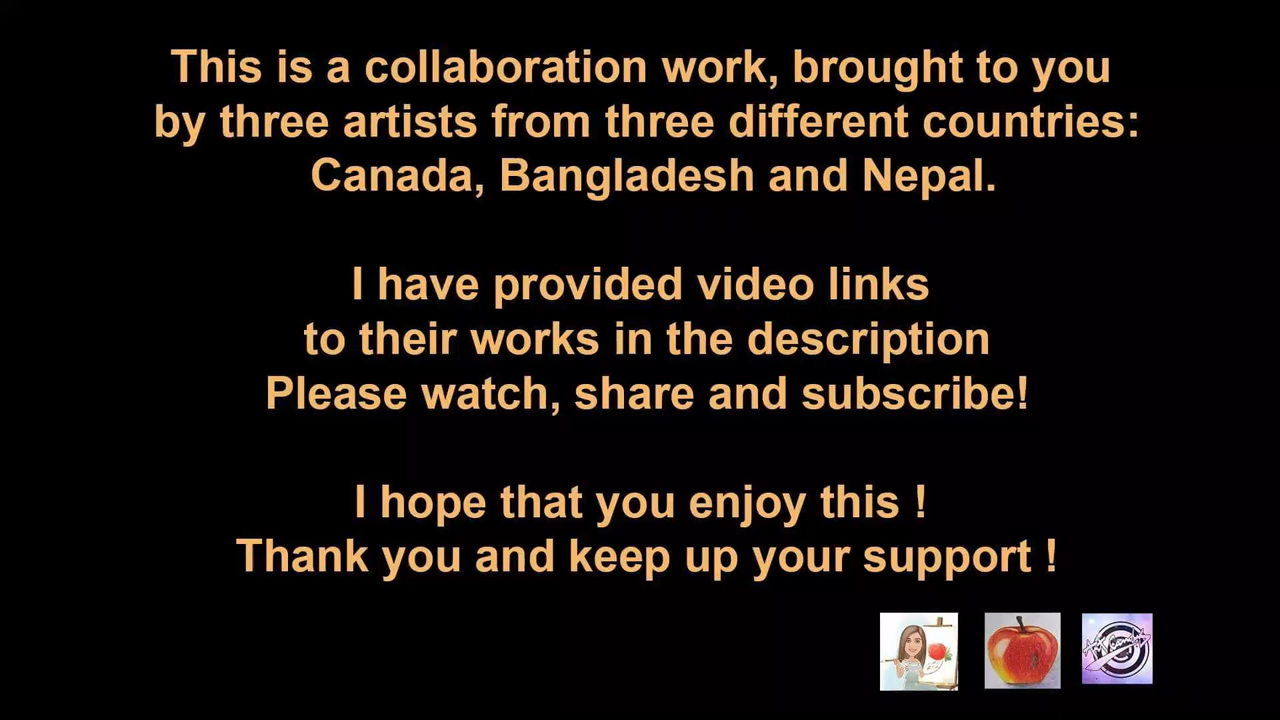 This is a collaboration work, brought to you
by three artists from three different countries:
Canada, Bangladesh and Nepal.
I have provided video links
to their works in the description
Please watch, share and subscribe!
I hope that you enjoy this !
Thank you and keep up your support !